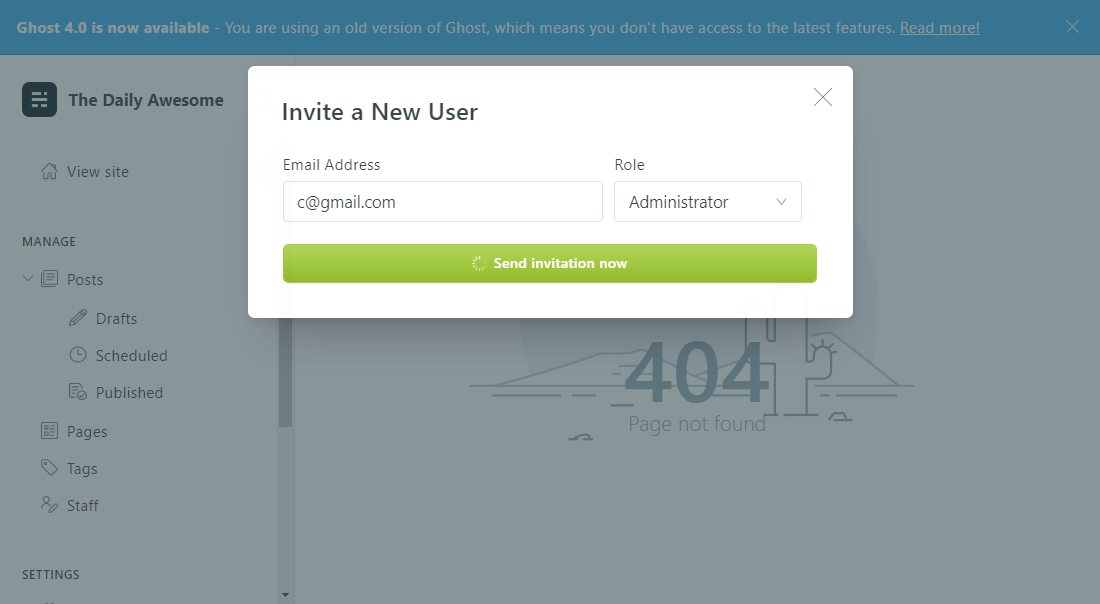 Ghost 4.0 is now available - You are using an old version of Ghost, which means you don't have access to the latest features. Read more!
The Daily Awesome
View site
MANAGE
Posts
Drafts
Scheduled
Published
Pages
Tags
Staff
SETTINGS
Invite a New User
Email Address
Role
c@gmail.com
Administrator
Send invitation now
404
Page not found